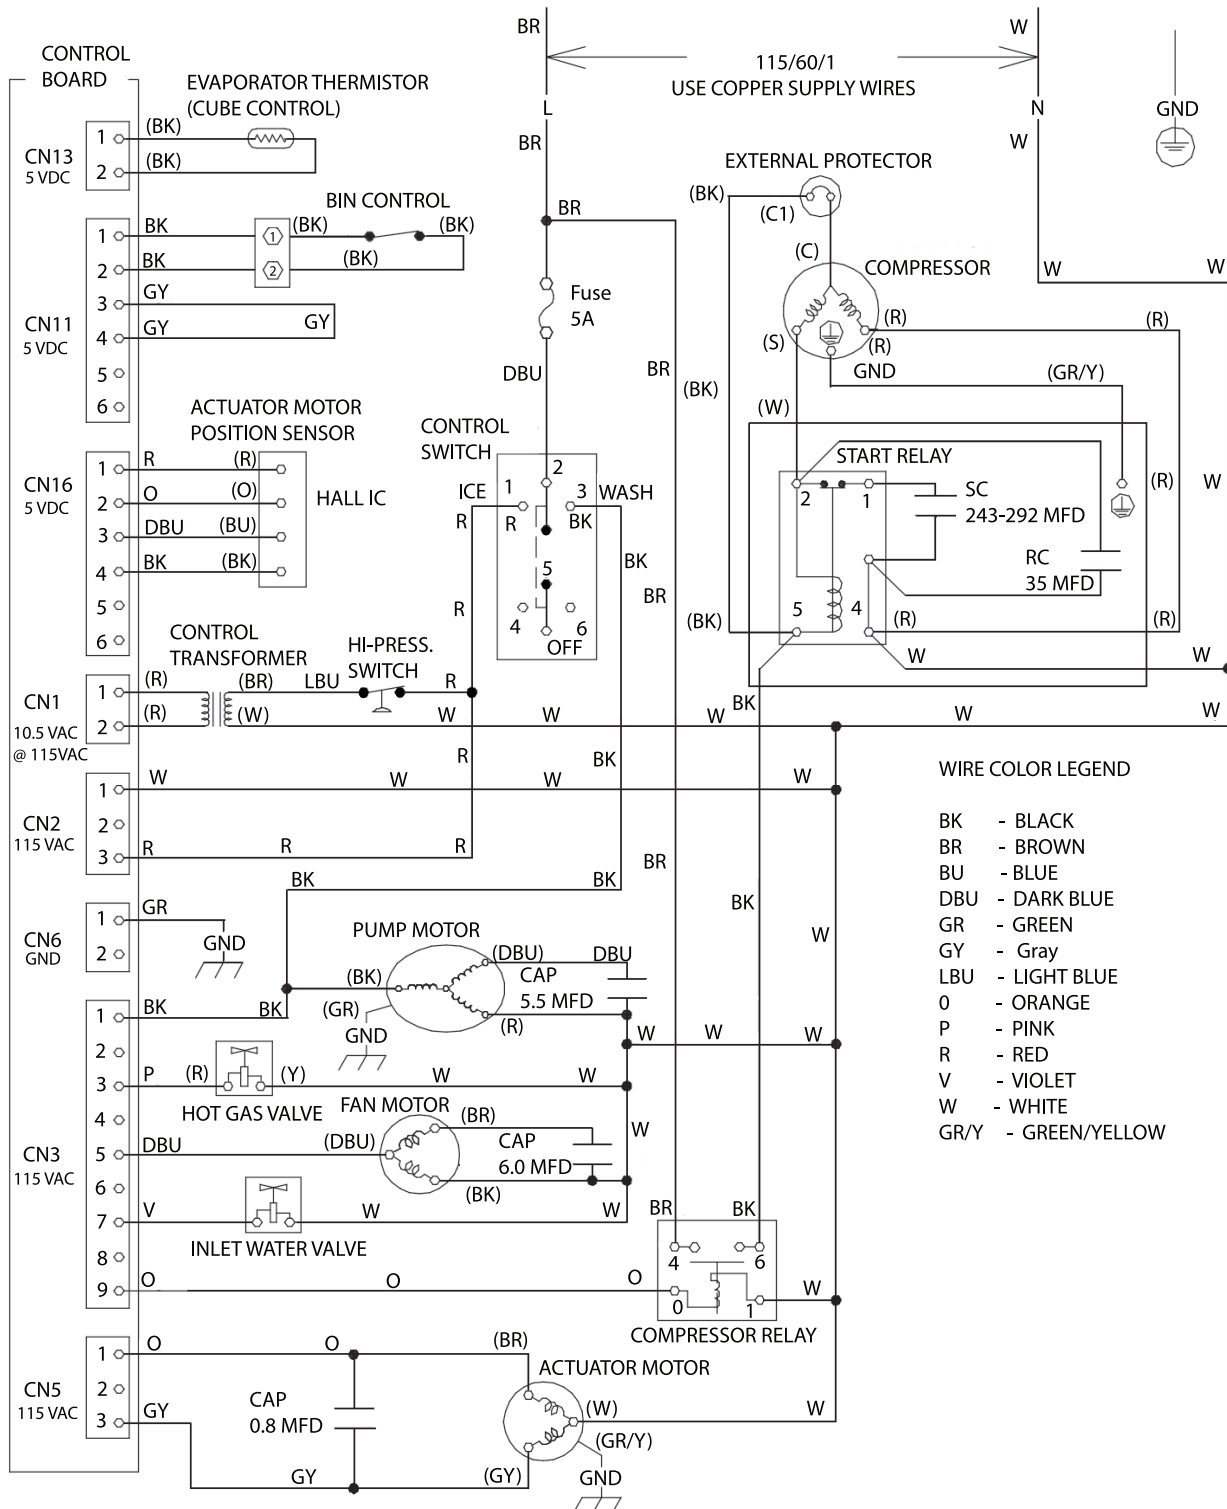 BR
W
CONTROL
BOARD
115/60/1
USE COPPER SUPPLY WIRES
EVAPORATOR THERMISTOR
(CUBE CONTROL)
L
N
GND
BR
W
CN13
5 VDC
1
(BK)
2
(BK)
EXTERNAL PROTECTOR
(BK)
(C1)
BIN CONTROL
BR
CN11
5 VDC
1
BK
1
(BK)
(BK)
2
BK
2
(BK)
3
GY
GY
4
GY
5
6
(C)
COMPRESSOR
W
W
Fuse
5A
(R)
(R)
(S)
(R)
GND
(GR/Y)
DBU
BR
(BK)
(W)
ACTUATOR MOTOR
POSITION SENSOR
CN16
5 VDC
1
R
(R)
2
O
(O)
3
DBU
(BU)
4
BK
(BK)
5
6
HALL IC
CONTROL
SWITCH
ICE
1
2
3
WASH
R
R
BK
5
4
6
OFF
R
BK
BR
START RELAY
2
1
SC
243-292 MFD
RC
35 MFD
5
4
(R)
W
(BK)
(R)
W
W
CONTROL
TRANSFORMER
HI-PRESS.
SWITCH
CN1
10.5 VAC
@ 115VAC
1
(R)
(BR)
LBU
R
2
(R)
(W)
W
W
W
BK
W
W
R
BK
CN2
115 VAC
1
W
W
W
W
2
3
R
R
R
WIRE COLOR LEGEND
BK - BLACK
BR - BROWN
BU - BLUE
DBU - DARK BLUE
GR - GREEN
GY - Gray
LBU - LIGHT BLUE
0 - ORANGE
P - PINK
R - RED
V - VIOLET
W - WHITE
GR/Y - GREEN/YELLOW
BR
BK
BK
BK
W
CN6
GND
1
GR
2
GND
PUMP MOTOR
(DBU)
DBU
(BK)
CAP
5.5 MFD
(GR)
(R)
GND
W
W
W
CN3
115 VAC
1
BK
BK
2
3
P
(R)
(Y)
W
W
HOT GAS VALVE
4
FAN MOTOR
(BR)
5
DBU
(DBU)
CAP
6.0 MFD
W
6
(BK)
7
V
W
W
INLET WATER VALVE
8
9
O
O
O
BR
BK
4
6
0
1
W
COMPRESSOR RELAY
CN5
115 VAC
1
O
O
(BR)
2
3
GY
CAP
0.8 MFD
ACTUATOR MOTOR
(W)
W
(GR/Y)
GY
(GY)
GND